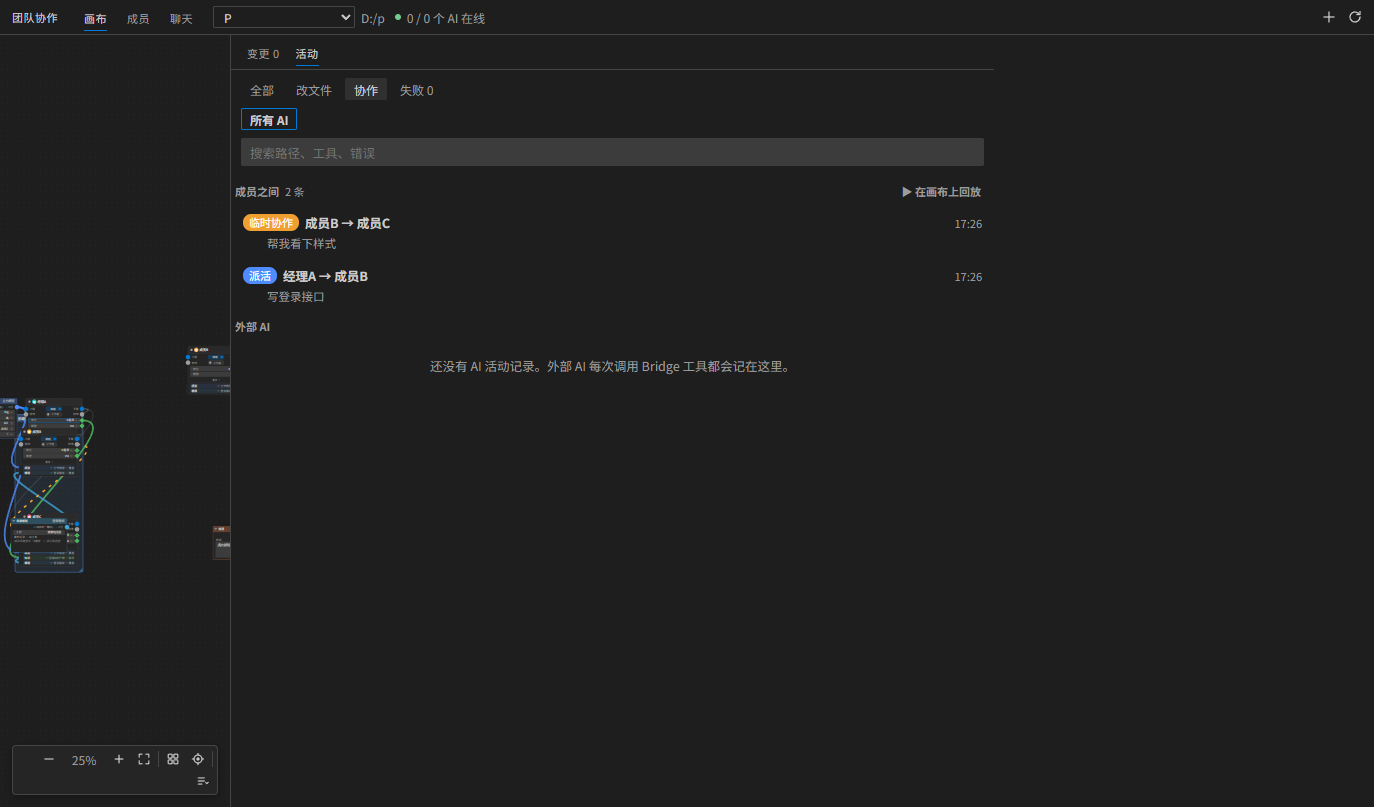 团队协作 画布 成员 聊天 P D:/p 0 / 0 个 AI 在线
变更 0 活动
全部 改文件 协作 失败 0
所有 AI
搜索路径、工具、错误
成员之间 2 条 ▶ 在画布上回放
临时协作 成员B → 成员C 17:26
帮我看下样式
派活 经理A → 成员B 17:26
写登录接口
外部 AI
还没有 AI 活动记录。外部 AI 每次调用 Bridge 工具都会记在这里。
25%